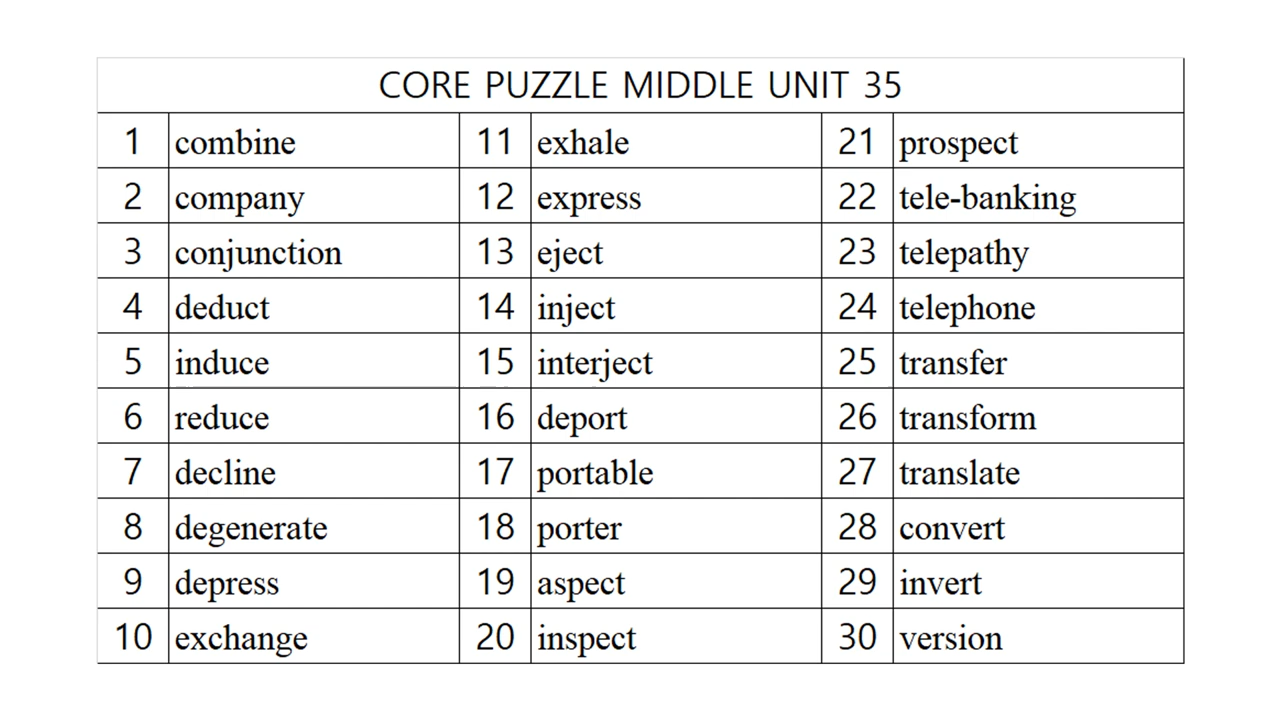 CORE PUZZLE MIDDLE UNIT 35
1 combine 11 exhale 21 prospect
2 company 12 express 22 tele-banking
3 conjunction 13 eject 23 telepathy
4 deduct 14 inject 24 telephone
5 induce 15 interject 25 transfer
6 reduce 16 deport 26 transform
7 decline 17 portable 27 translate
8 degenerate 18 porter 28 convert
9 depress 19 aspect 29 invert
10 exchange 20 inspect 30 version